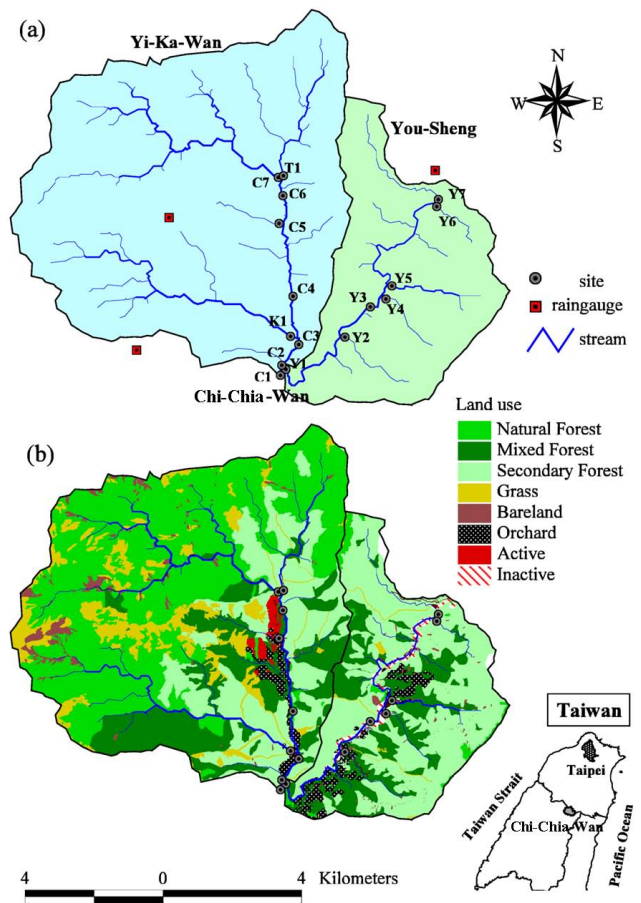 (a)
Yi-Ka-Wan
N
W
E
S
You-Sheng
T1
C7
C6
Y7
Y6
C5
Y5
C4
Y3
Y4
K1
C3
Y2
C2
Y1
C1
Chi-Chia-Wan
site
raingauge
stream
Land use
Natural Forest
Mixed Forest
Secondary Forest
Grass
Bareland
Orchard
Active
Inactive
(b)
Taiwan
Taipei
Taiwan Strait
Chi-Chia-Wan
Pacific Ocean
4 0 4 Kilometers